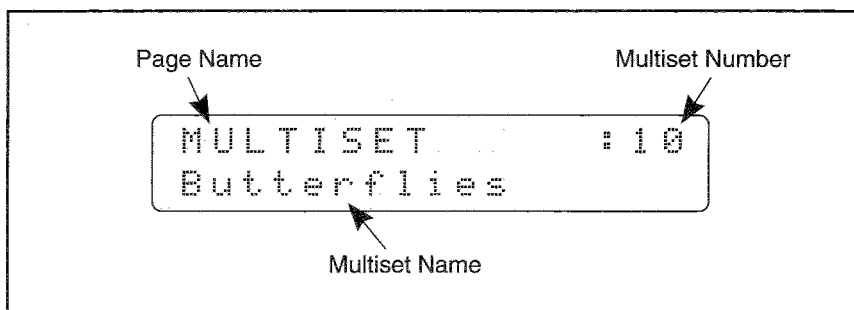 Page Name Multiset Number
MULTISET :10
Butterflies
Multiset Name